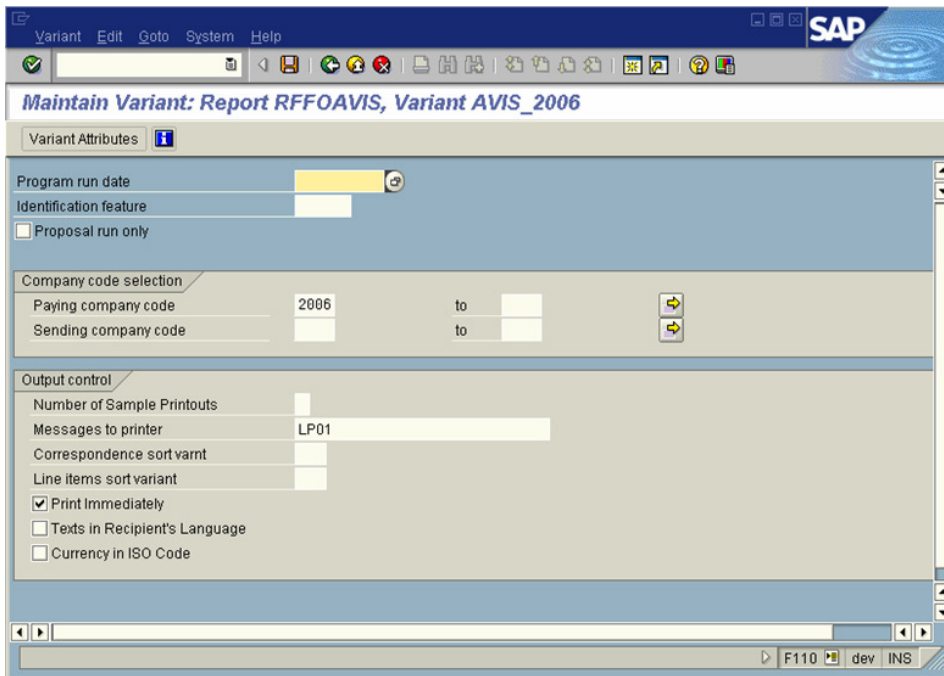 Variant Edit Goto System Help
SAP
Maintain Variant: Report RFFOAVIS, Variant AVIS_2006
Variant Attributes
Program run date
Identification feature
Proposal run only
Company code selection
Paying company code 2006 to
Sending company code to
Output control
Number of Sample Printouts
Messages to printer LP01
Correspondence sort varnt
Line items sort variant
Print Immediately
Texts in Recipient's Language
Currency in ISO Code
F110 dev INS